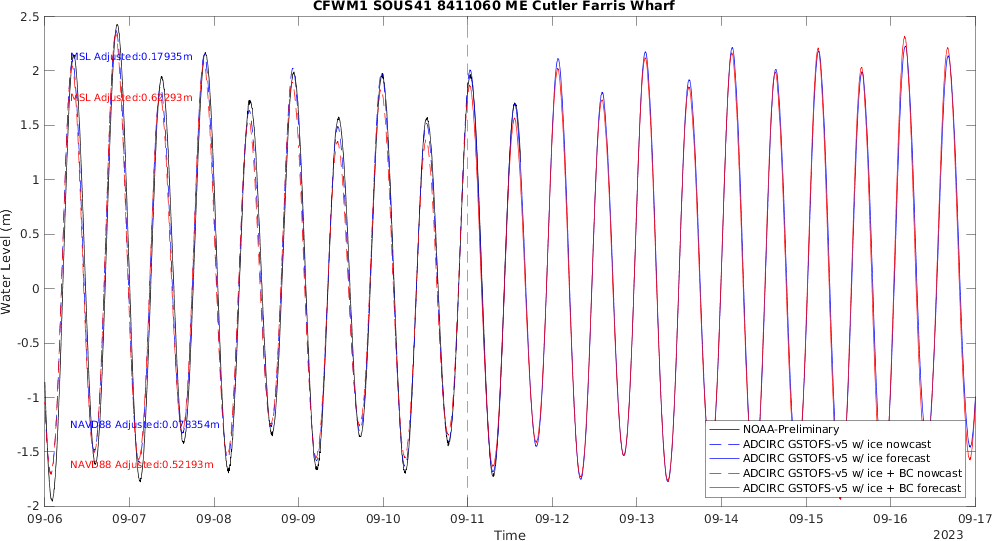 CFWM1 SOUS41 8411060 ME Cutler Farris Wharf
2.5
2
1.5
1
0.5
0
-0.5
-1
-1.5
-2
Water Level (m)
MSL Adjusted:0.17935m
MSL Adjusted:0.62293m
NAVD88 Adjusted:0.078354m
NAVD88 Adjusted:0.52193m
NOAA-Preliminary
ADCIRC GSTOFS-v5 w/ ice nowcast
ADCIRC GSTOFS-v5 w/ ice forecast
ADCIRC GSTOFS-v5 w/ ice + BC nowcast
ADCIRC GSTOFS-v5 w/ ice + BC forecast
09-06 09-07 09-08 09-09 09-10 09-11 09-12 09-13 09-14 09-15 09-16 09-17
Time
2023